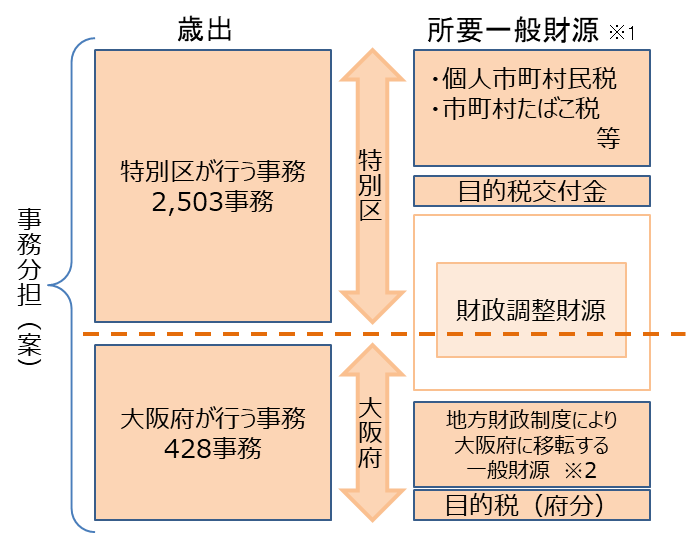 歳出
所要一般財源 ※1
事務分担（案）
特別区が行う事務
2,503事務
特別区
・個人市町村民税
・市町村たばこ税
等
目的税交付金
財政調整財源
大阪府が行う事務
428事務
大阪府
地方財政制度により
大阪府に移転する
一般財源 ※2
目的税（府分）